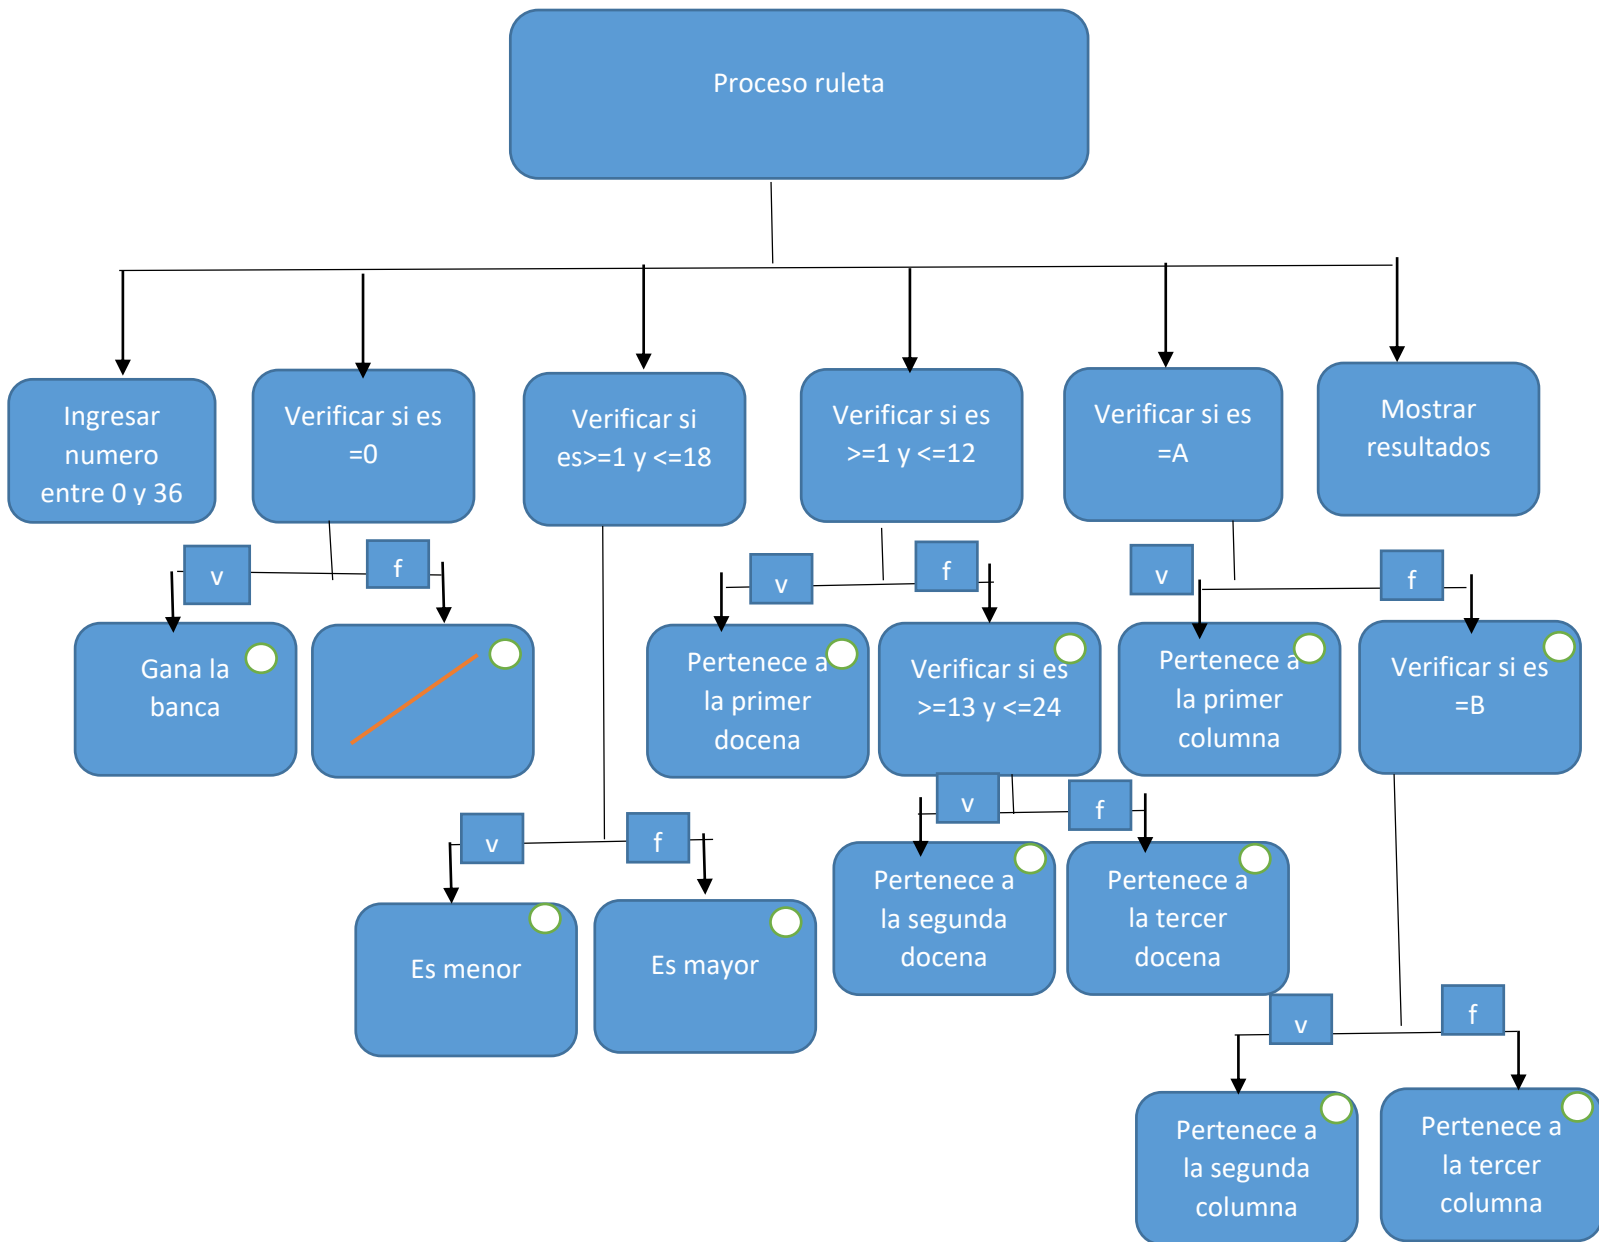 Proceso ruleta
Ingresar
numero
entre 0 y 36
Verificar si es
=0
Verificar si
es>=1 y <=18
Verificar si es
>=1 y <=12
Verificar si es
=A
Mostrar
resultados
v
f
v
f
v
f
Gana la
banca
Pertenece a
la primer
docena
Verificar si es
>=13 y <=24
Pertenece a
la primer
columna
Verificar si es
=B
v
f
v
f
Es menor
Es mayor
Pertenece a
la segunda
docena
Pertenece a
la tercer
docena
v
f
Pertenece a
la segunda
columna
Pertenece a
la tercer
columna